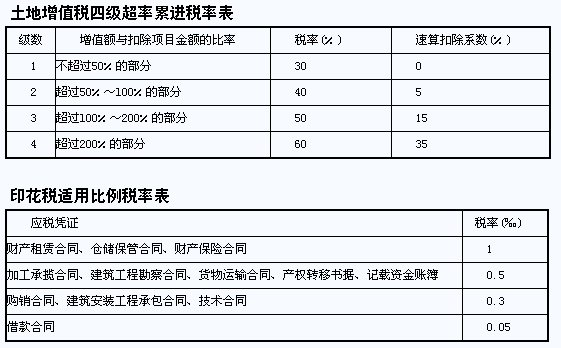 土地增值税四级超率累进税率表
级数 增值额与扣除项目金额的比率 税率(%) 速算扣除系数(%)
1 不超过50%的部分 30 0
2 超过50%～100%的部分 40 5
3 超过100%～200%的部分 50 15
4 超过200%的部分 60 35
印花税适用比例税率表
应税凭证 税率(‰)
财产租赁合同、仓储保管合同、财产保险合同 1
加工承揽合同、建筑工程勘察合同、货物运输合同、产权转移书据、记载资金账簿 0.5
购销合同、建筑安装工程承包合同、技术合同 0.3
借款合同 0.05